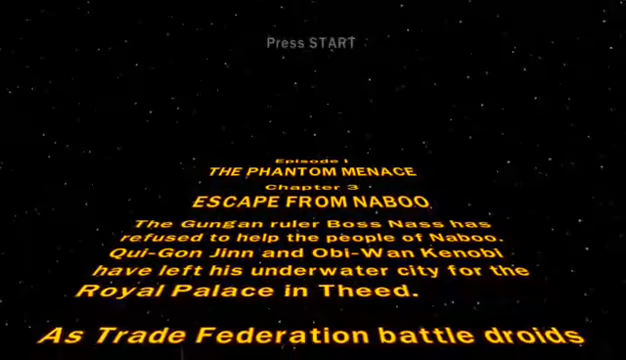 Press START
Episode I
THE PHANTOM MENACE
Chapter 3
ESCAPE FROM NABOO
The Gungan ruler Boss Nass has
refused to help the people of Naboo.
Qui-Gon Jinn and Obi-Wan Kenobi
have left his underwater city for the
Royal Palace in Theed.
As Trade Federation battle droids